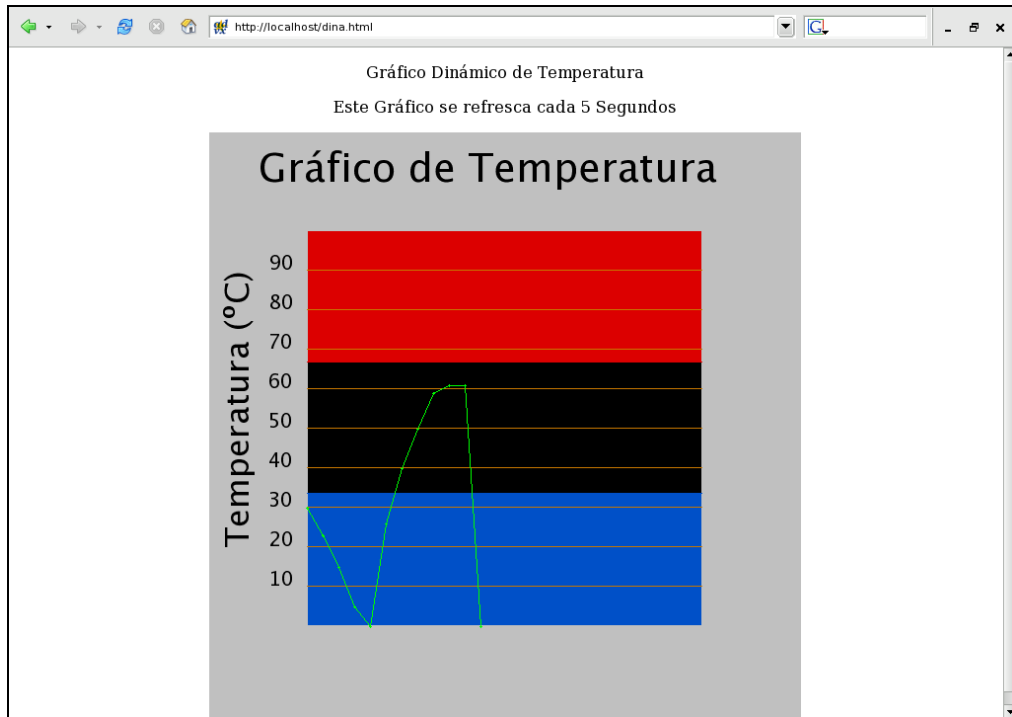 http://localhost/dina.html
G
Gráfico Dinámico de Temperatura
Este Gráfico se refresca cada 5 Segundos
Gráfico de Temperatura
Temperatura (ºC)
90
80
70
60
50
40
30
20
10